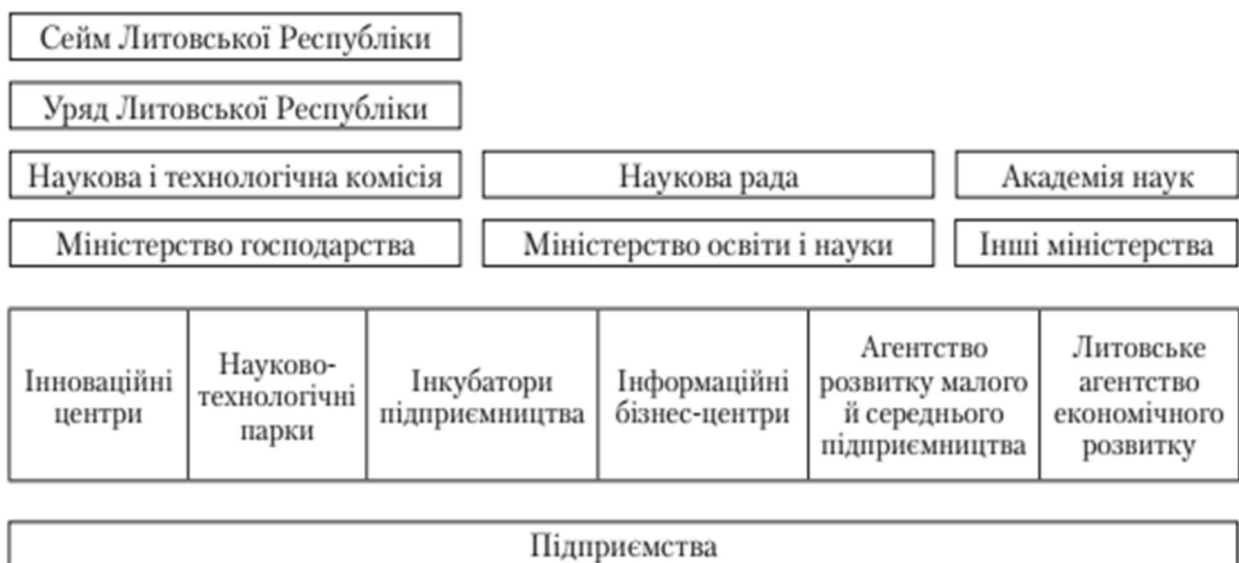 Сейм Литовської Республіки
Уряд Литовської Республіки
Наукова і технологічна комісія
Наукова рада
Академія наук
Міністерство господарства
Міністерство освіти і науки
Інші міністерства
Інноваційні
центри
Науково-
технологічні
парки
Інкубатори
підприємництва
Інформаційні
бізнес-центри
Агентство
розвитку малого
й середнього
підприємництва
Литовське
агентство
економічного
розвитку
Підприємства